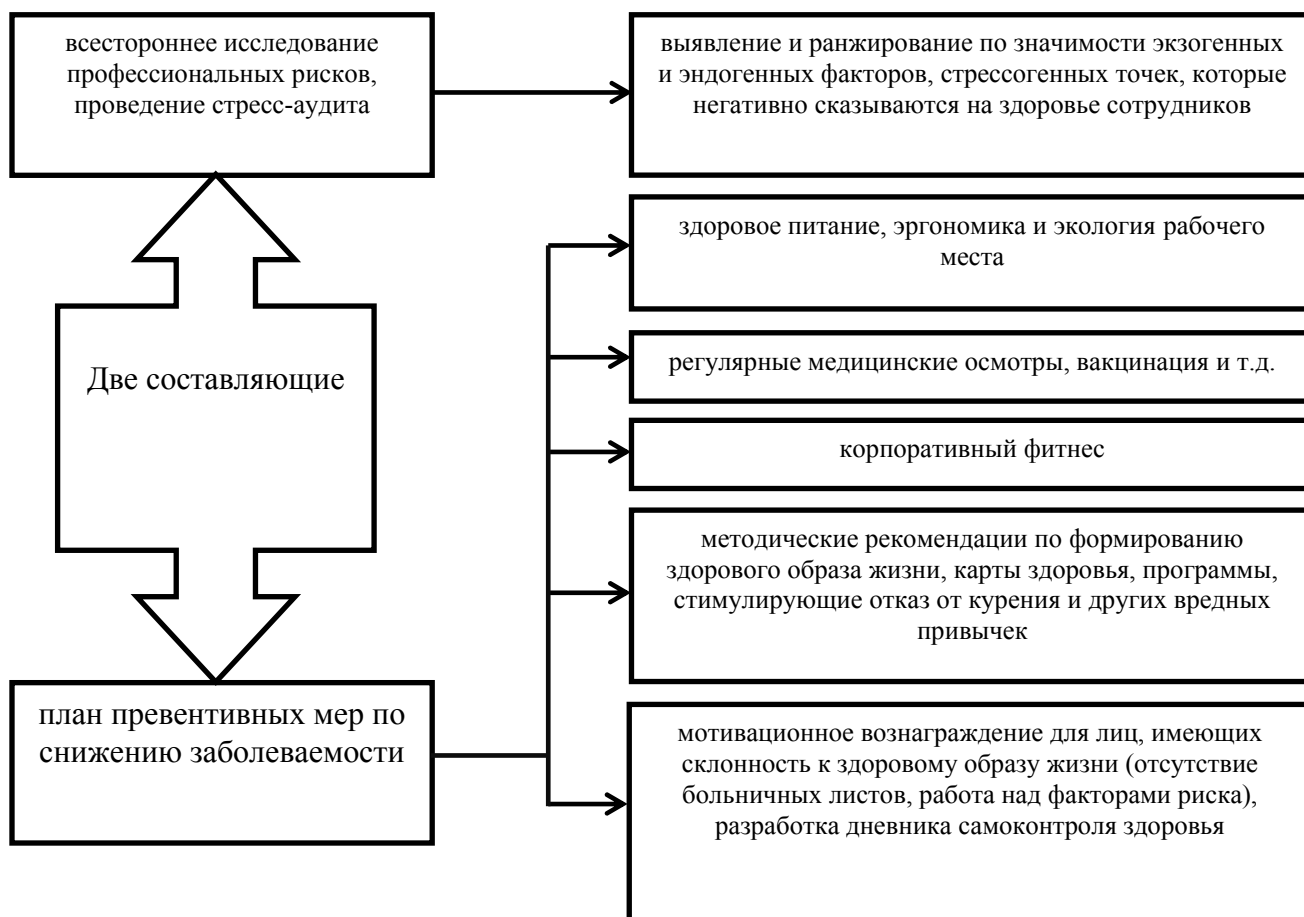 всестороннее исследование
профессиональных рисков,
проведение стресс-аудита
выявление и ранжирование по значимости экзогенных
и эндогенных факторов, стрессогенных точек, которые
негативно сказываются на здоровье сотрудников
здоровое питание, эргономика и экология рабочего
места
Две составляющие
регулярные медицинские осмотры, вакцинация и т.д.
корпоративный фитнес
методические рекомендации по формированию
здорового образа жизни, карты здоровья, программы,
стимулирующие отказ от курения и других вредных
привычек
план превентивных мер по
снижению заболеваемости
мотивационное вознаграждение для лиц, имеющих
склонность к здоровому образу жизни (отсутствие
больничных листов, работа над факторами риска),
разработка дневника самоконтроля здоровья